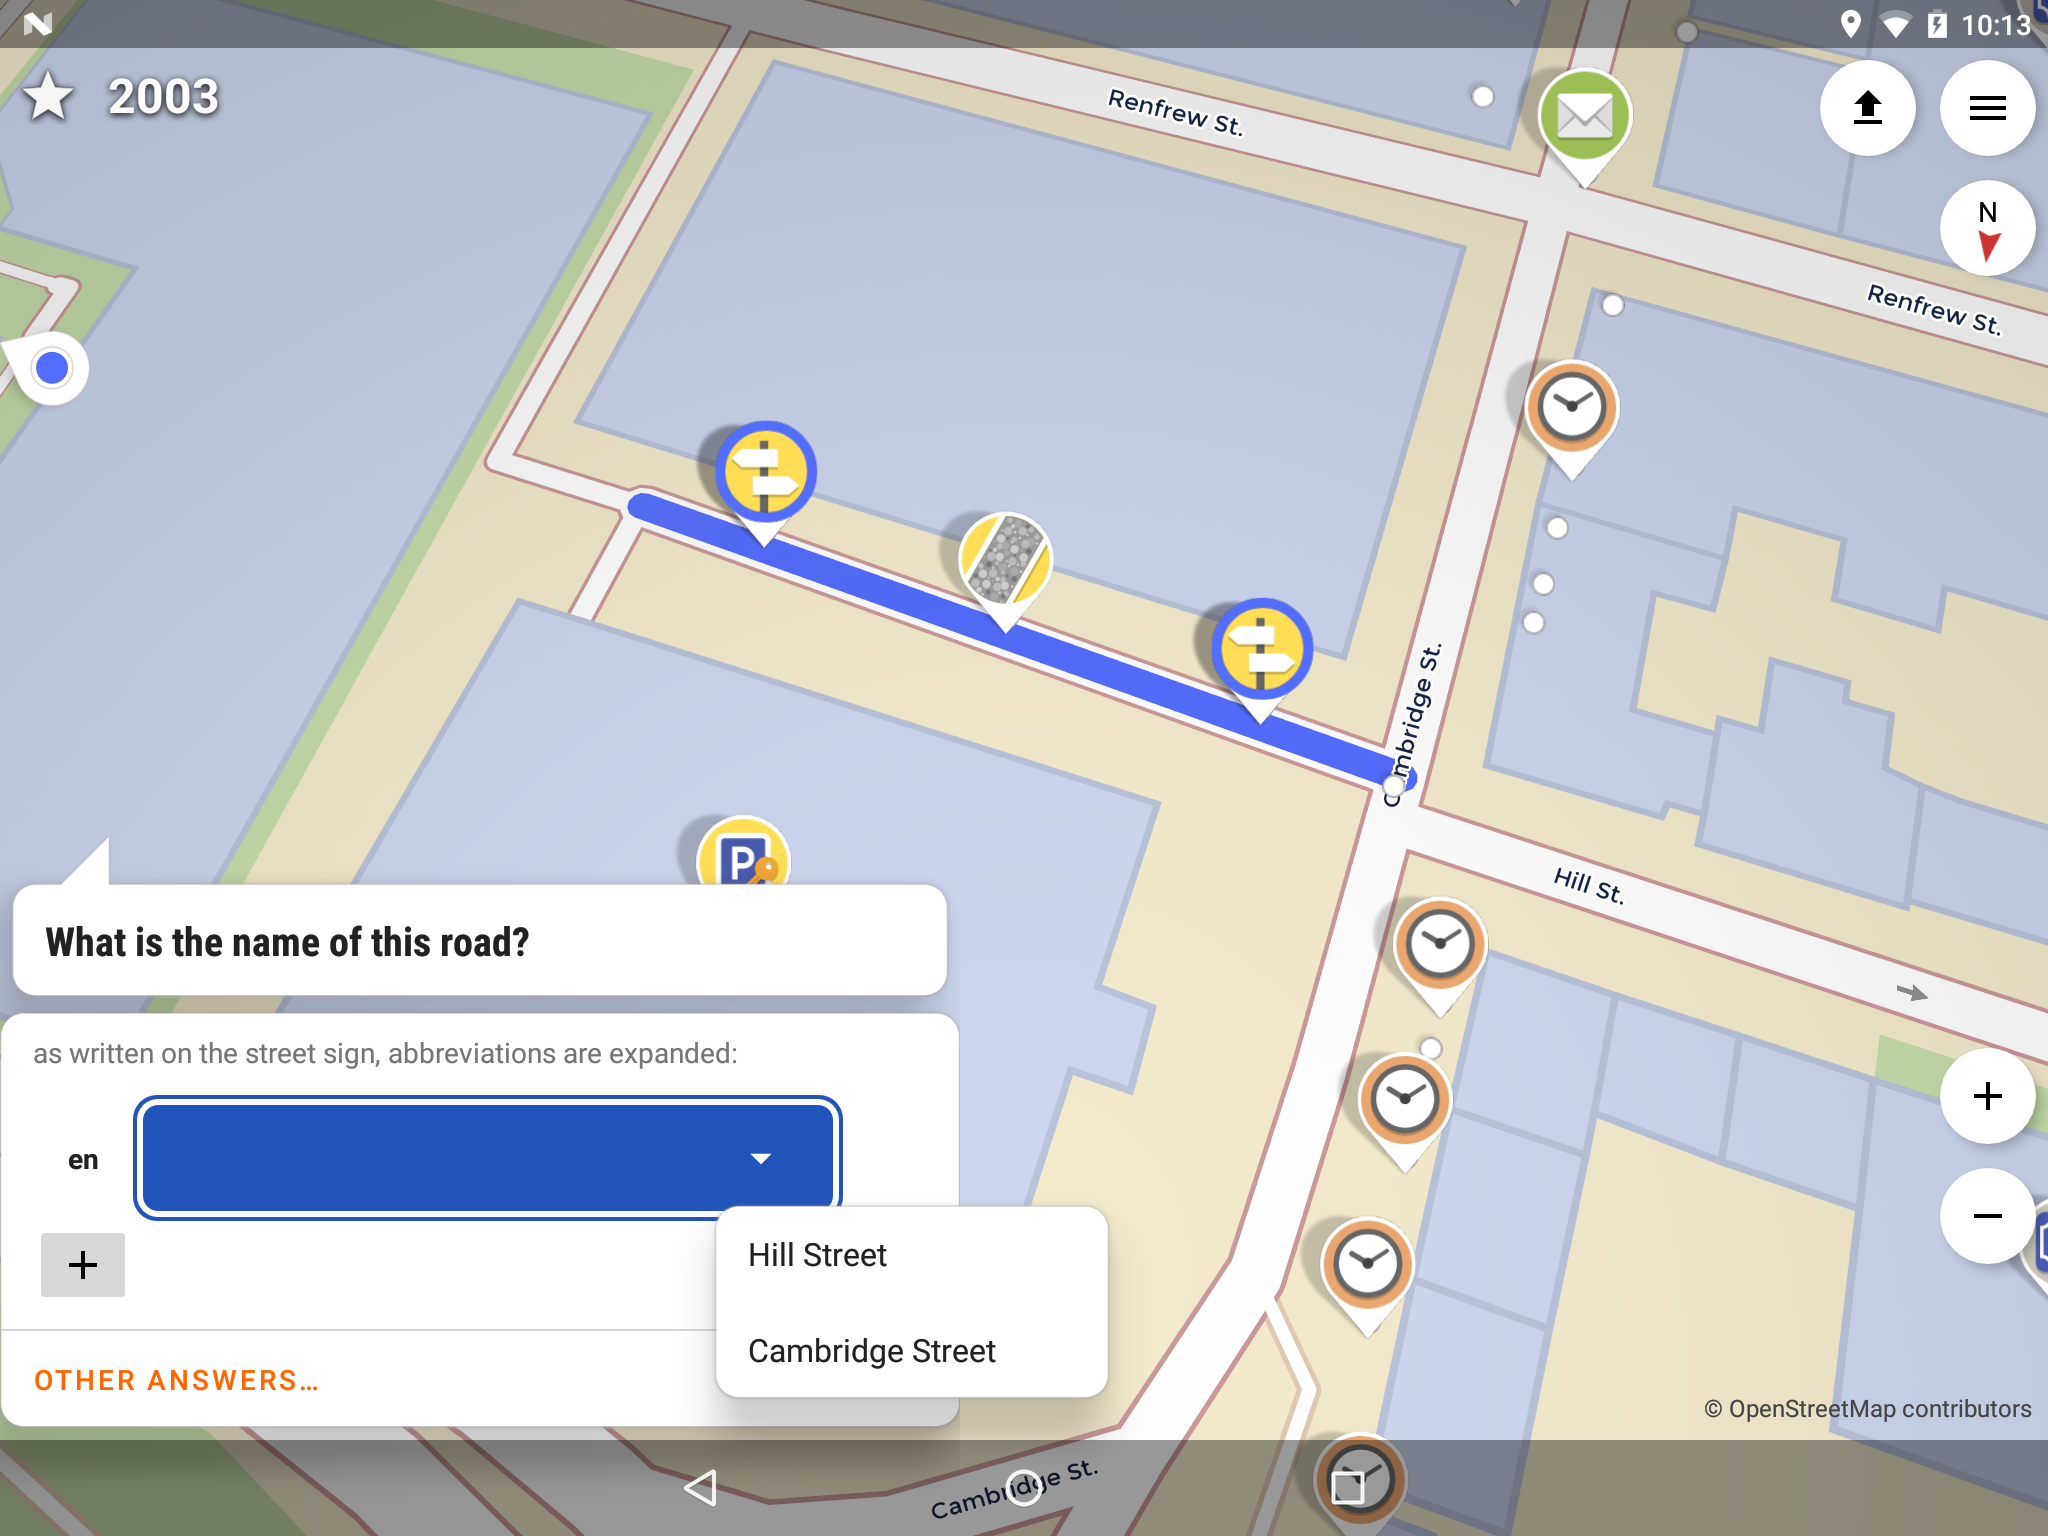 10:13
2003
Renfrew St.
N
Renfrew St.
Cambridge St.
P
Hill St.
What is the name of this road?
as written on the street sign, abbreviations are expanded:
en
+
Hill Street
Cambridge Street
OTHER ANSWERS…
© OpenStreetMap contributors
Cambridge St.